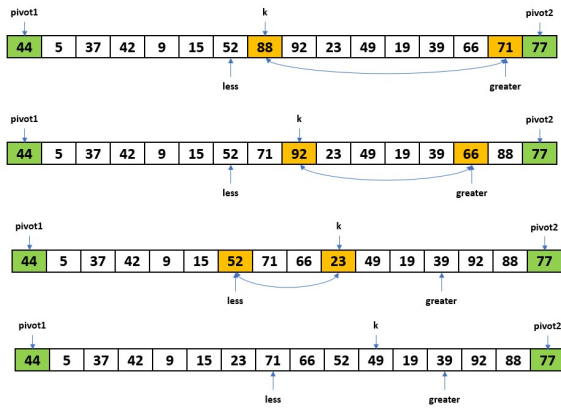 pivot1 k pivot2
44 5 37 42 9 15 52 88 92 23 49 19 39 66 71 77
less greater
pivot1 k pivot2
44 5 37 42 9 15 52 71 92 23 49 19 39 66 88 77
less greater
pivot1 k pivot2
44 5 37 42 9 15 52 71 66 23 49 19 39 92 88 77
less greater
pivot1 k pivot2
44 5 37 42 9 15 23 71 66 52 49 19 39 92 88 77
less greater